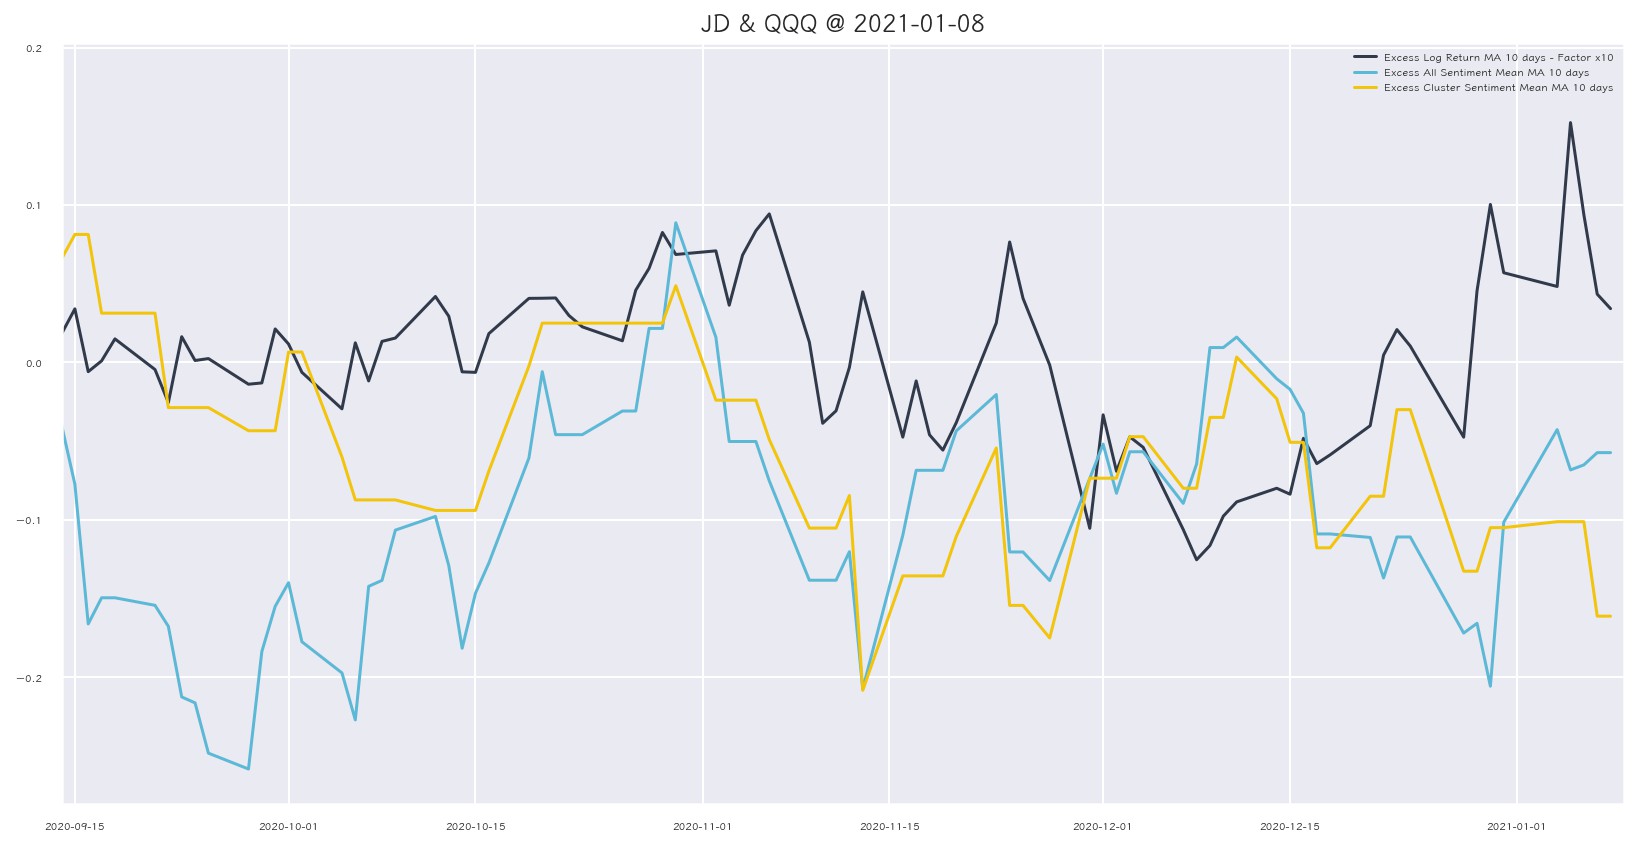 JD & QQQ @ 2021-01-08
Excess Log Return MA 10 days - Factor x10
Excess All Sentiment Mean MA 10 days
Excess Cluster Sentiment Mean MA 10 days
0.2
0.1
0.0
−0.1
−0.2
2020-09-15 2020-10-01 2020-10-15 2020-11-01 2020-11-15 2020-12-01 2020-12-15 2021-01-01